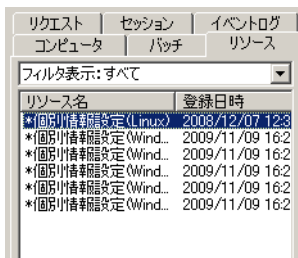 リクエスト セッション イベントログ
コンピュータ バッチ リソース
フィルタ表示: すべて
リソース名 登録日時
*個別情報設定(Linux) 2008/12/07 12:3
*個別情報設定(Wind... 2009/11/09 16:2
*個別情報設定(Wind... 2009/11/09 16:2
*個別情報設定(Wind... 2009/11/09 16:2
*個別情報設定(Wind... 2009/11/09 16:2
*個別情報設定(Wind... 2009/11/09 16:2